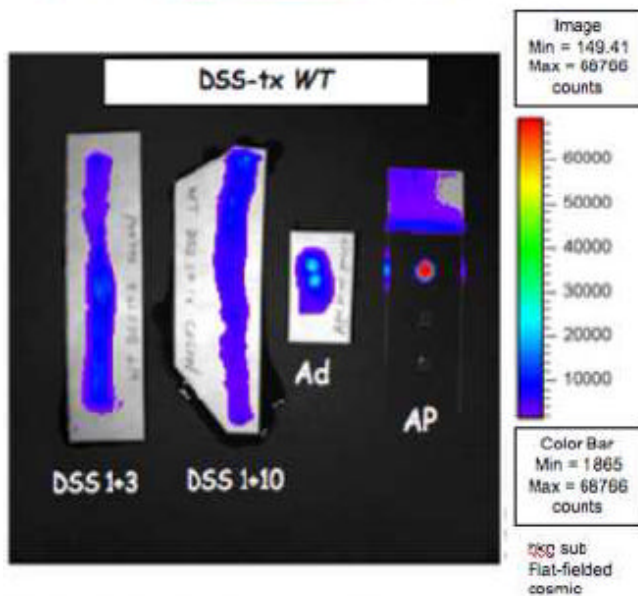 DSS-tx WT
DSS 1+3
DSS 1+10
Ad
AP
Image
Min = 149.41
Max = 68766
counts
60000
50000
40000
30000
20000
10000
Color Bar
Min = 1865
Max = 68766
counts
bkg sub
Flat-fielded
cosmic